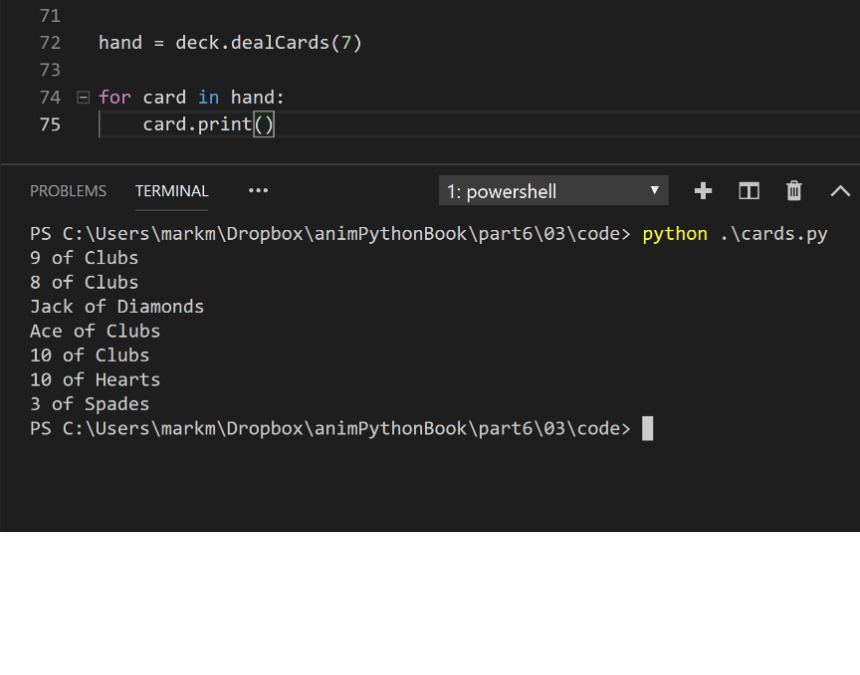 71
72 hand = deck.dealCards(7)
73
74 for card in hand:
75 card.print()
PROBLEMS TERMINAL ••• 1: powershell
PS C:\Users\markm\Dropbox\animPythonBook\part6\03\code> python .\cards.py
9 of Clubs
8 of Clubs
Jack of Diamonds
Ace of Clubs
10 of Clubs
10 of Hearts
3 of Spades
PS C:\Users\markm\Dropbox\animPythonBook\part6\03\code>